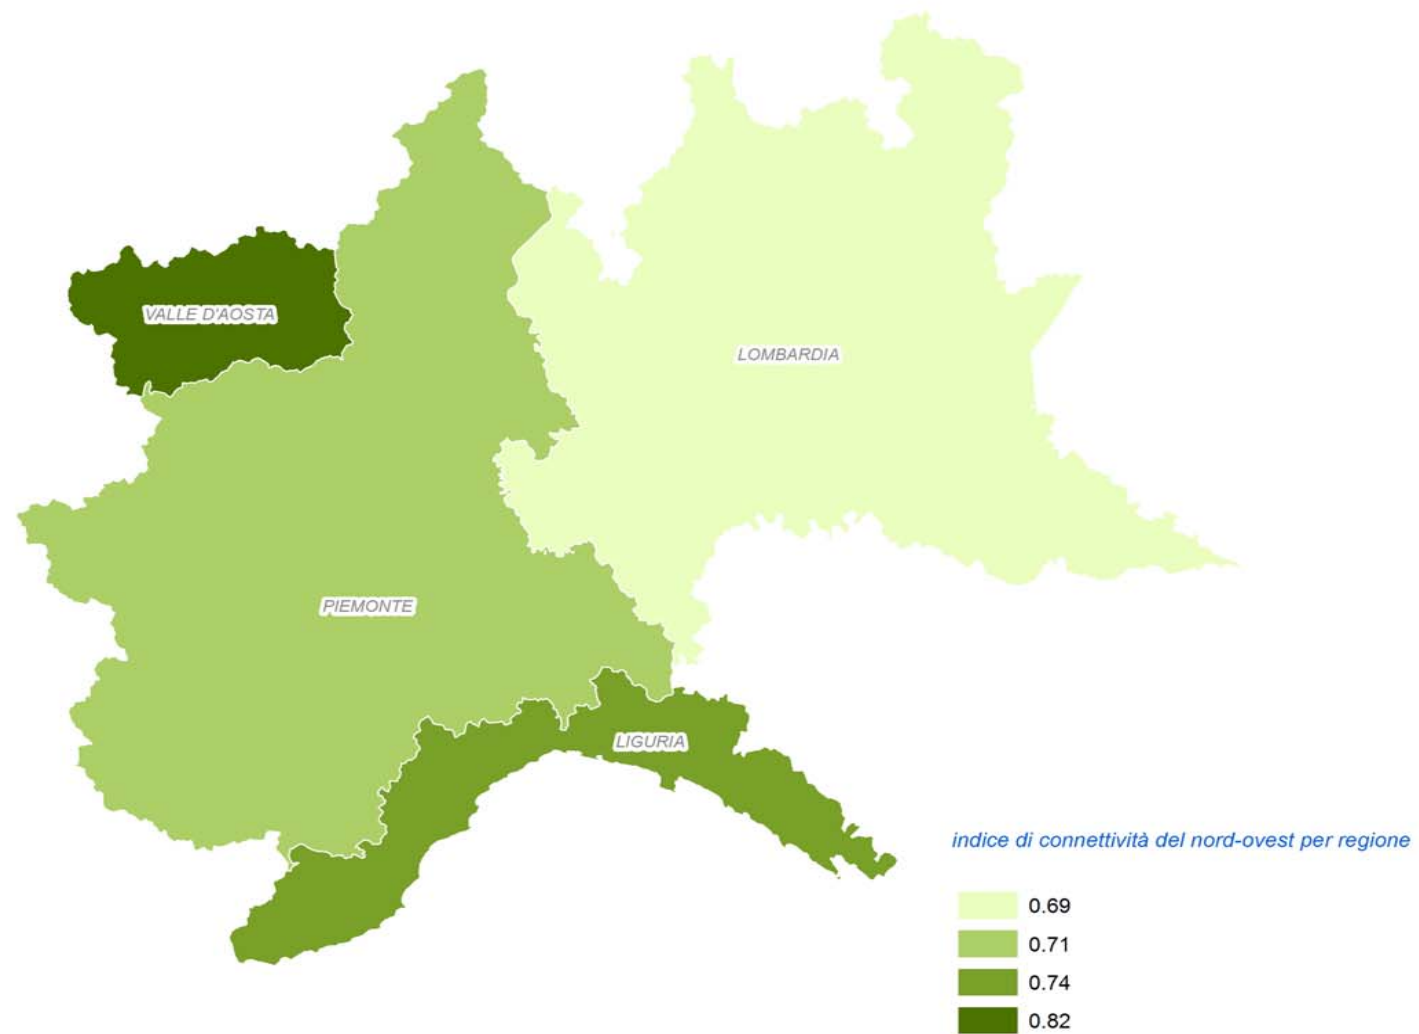 VALLE D'AOSTA
LOMBARDIA
PIEMONTE
LIGURIA
indice di connettività del nord-ovest per regione
0.69
0.71
0.74
0.82